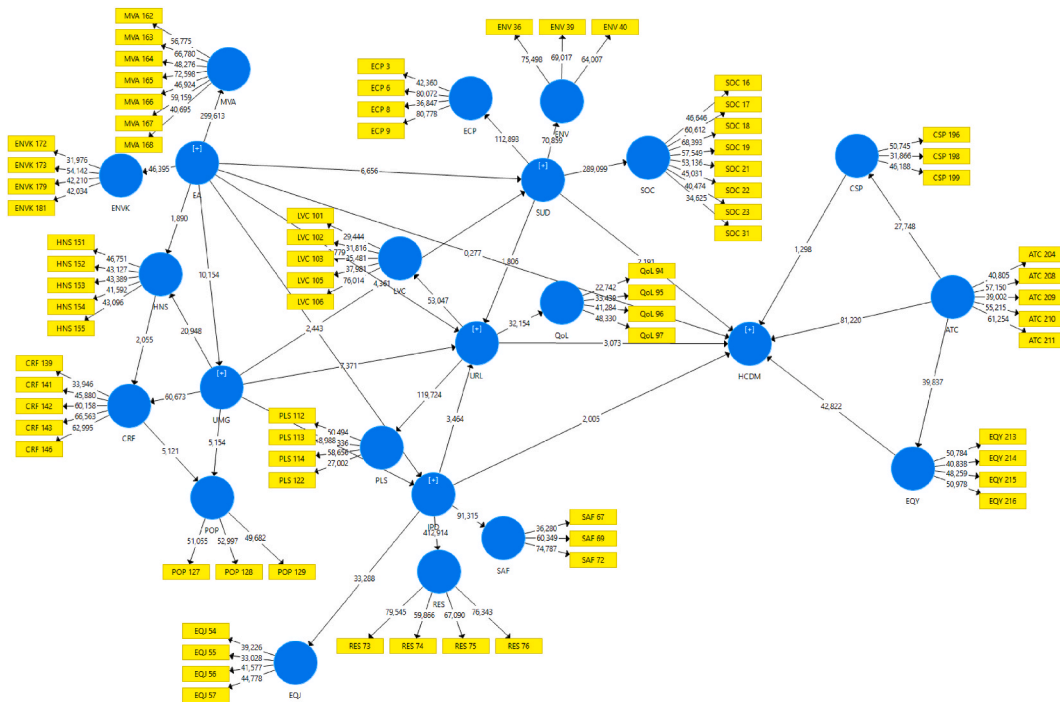 MVA 162
MVA 163
MVA 164
MVA 165
MVA 166
MVA 167
MVA 168
56,775
66,780
48,276
72,598
46,924
59,159
40,695
MVA
299,613
ENV 36
ENV 39
ENV 40
75,498
69,017
64,007
ENV
70,859
ECP 3
ECP 6
ECP 8
ECP 9
42,360
80,072
36,847
80,778
ECP
112,893
SOC 16
SOC 17
SOC 18
SOC 19
SOC 21
SOC 22
SOC 23
SOC 31
46,646
60,612
68,393
57,549
53,136
45,031
40,474
34,625
SOC
289,099
[+]
SUD
CSP 196
CSP 198
CSP 199
50,745
31,866
46,188
CSP
27,748
1,298
ENVK 172
ENVK 173
ENVK 179
ENVK 181
31,976
54,142
42,210
42,034
ENVK
46,395
[+]
EA
6,656
1,890
10,154
0,277
2,443
4,361
1,806
2,191
LVC 101
LVC 102
LVC 103
LVC 105
LVC 106
29,444
31,816
35,481
37,981
76,014
LVC
53,047
HNS 151
HNS 152
HNS 153
HNS 154
HNS 155
46,751
43,127
43,389
41,592
43,096
HNS
20,948
2,055
QoL 94
QoL 95
QoL 96
QoL 97
22,742
33,438
41,284
48,330
QoL
32,154
ATC 204
ATC 208
ATC 209
ATC 210
ATC 211
40,805
57,150
39,002
55,215
61,254
ATC
81,220
39,837
[+]
URL
3,073
[+]
HCDM
42,822
CRF 139
CRF 141
CRF 142
CRF 143
CRF 146
33,946
45,880
60,158
66,563
62,995
CRF
60,673
[+]
UMG
7,371
5,154
5,121
119,724
3,464
2,005
PLS 112
PLS 113
PLS 114
PLS 122
50,494
58,656
27,002
PLS
EQY 213
EQY 214
EQY 215
EQY 216
50,784
40,838
48,259
50,978
EQY
[+]
IPD
91,315
412,914
33,288
POP
51,055
52,997
49,682
POP 127
POP 128
POP 129
SAF 67
SAF 69
SAF 72
36,280
60,349
74,787
SAF
RES
79,545
59,866
67,090
76,343
RES 73
RES 74
RES 75
RES 76
EQJ 54
EQJ 55
EQJ 56
EQJ 57
39,226
33,028
41,577
44,778
EQJ